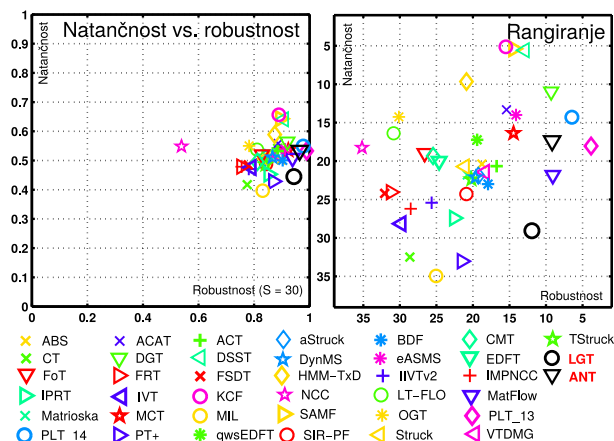 Natančnost vs. robustnost
Natančnost
1
0.9
0.8
0.7
0.6
0.5
0.4
0.3
0.2
0.1
0
0 0.2 0.4 0.6 0.8 1
Robustnost (S = 30)
Rangiranje
Natančnost
5
10
15
20
25
30
35
35 30 25 20 15 10 5
Robustnost
ABS ACAT ACT aStruck BDF CMT TStruck
CT DGT DSST DynMS eASMS EDFT LGT
FoT FRT FSDT HMM-TxD IIVTv2 IMPNCC ANT
IPRT IVT KCF NCC LT-FLO MatFlow
Matrioska MCT MIL SAMF OGT PLT_13
PLT_14 PT+ qwsEDFT SIR-PF Struck VTDMG